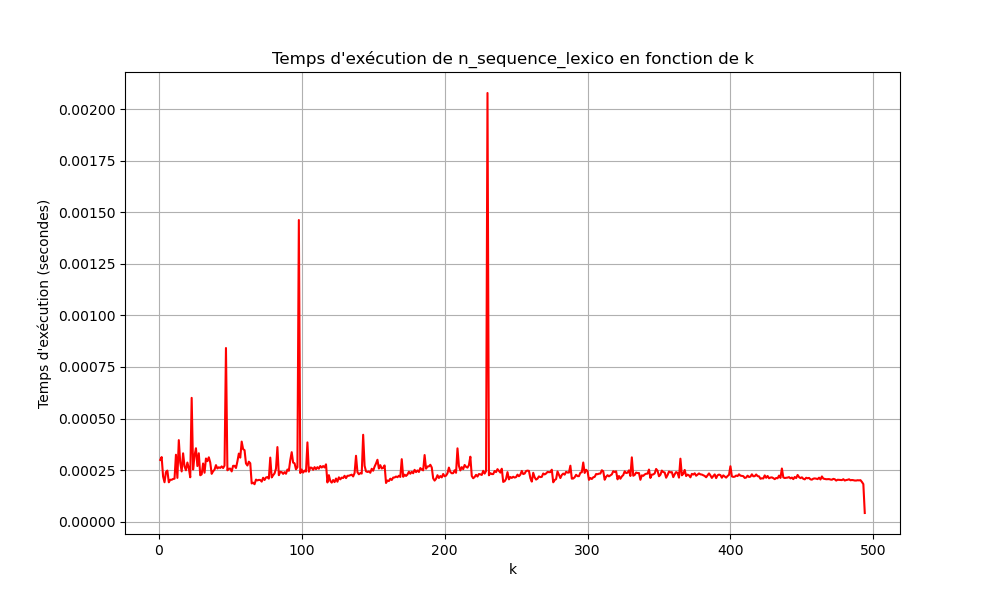 Temps d'exécution de n_sequence_lexico en fonction de k
Temps d'exécution (secondes)
0.00200
0.00175
0.00150
0.00125
0.00100
0.00075
0.00050
0.00025
0.00000
0 100 200 300 400 500
k